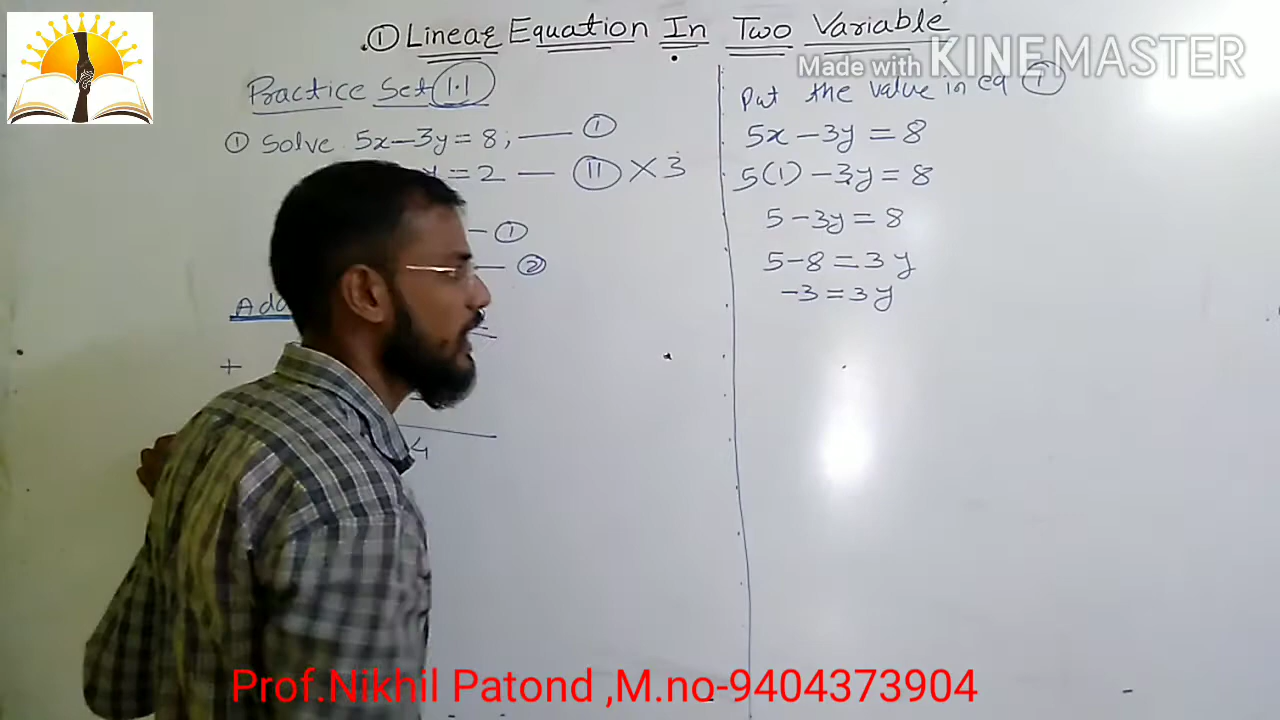 ① Linear Equation In Two Variable
Made with KINEMASTER
Practice Set 1.1
① Solve 5x-3y=8; — ①
y=2 — ⑪ ×3
— ①
— ②
Add
+
4
Put the value in eq ①
5x-3y=8
5(1)-3y=8
5-3y=8
5-8=3y
-3=3y
Prof.Nikhil Patond ,M.no-9404373904